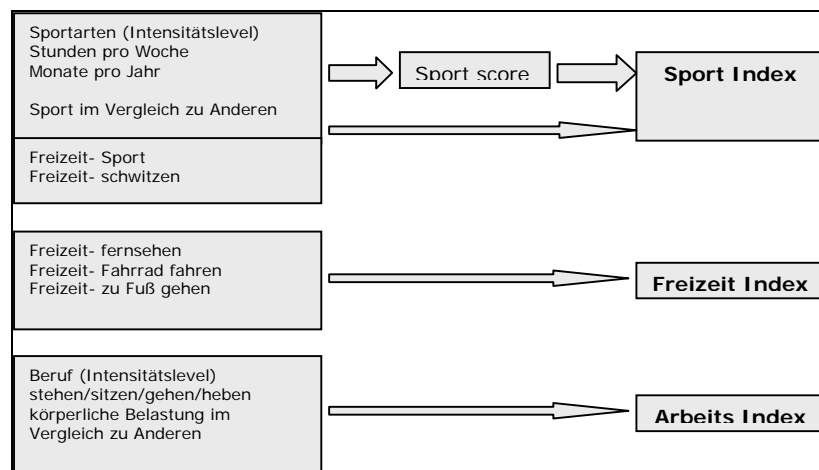 Sportarten (Intensitätslevel)
Stunden pro Woche
Monate pro Jahr
Sport im Vergleich zu Anderen
Sport score
Sport Index
Freizeit- Sport
Freizeit- schwitzen
Freizeit- fernsehen
Freizeit- Fahrrad fahren
Freizeit- zu Fuß gehen
Freizeit Index
Beruf (Intensitätslevel)
stehen/sitzen/gehen/heben
körperliche Belastung im
Vergleich zu Anderen
Arbeits Index